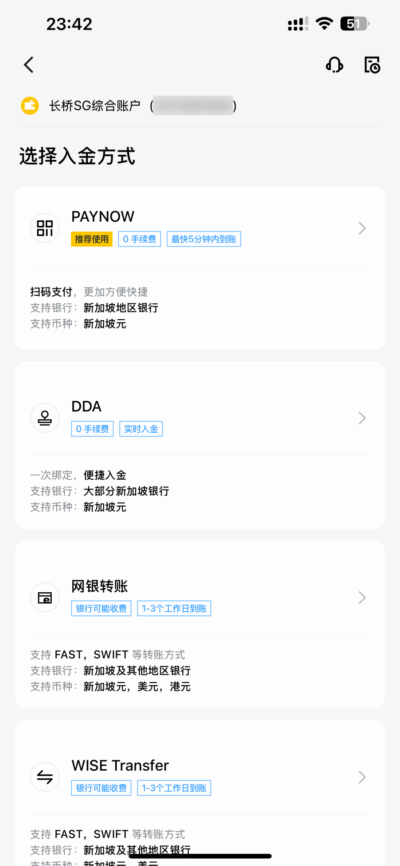 23:42
51
长桥SG综合账户（ ）
选择入金方式
PAYNOW
推荐使用 0 手续费 最快5分钟内到账
扫码支付，更加方便快捷
支持银行：新加坡地区银行
支持币种：新加坡元
DDA
0 手续费 实时入金
一次绑定，便捷入金
支持银行：大部分新加坡银行
支持币种：新加坡元
网银转账
银行可能收费 1-3个工作日到账
支持 FAST，SWIFT 等转账方式
支持银行：新加坡及其他地区银行
支持币种：新加坡元，美元，港元
WISE Transfer
银行可能收费 1-3个工作日到账
支持 FAST，SWIFT 等转账方式
支持银行：新加坡及其他地区银行
支持币种：新加坡元，美元